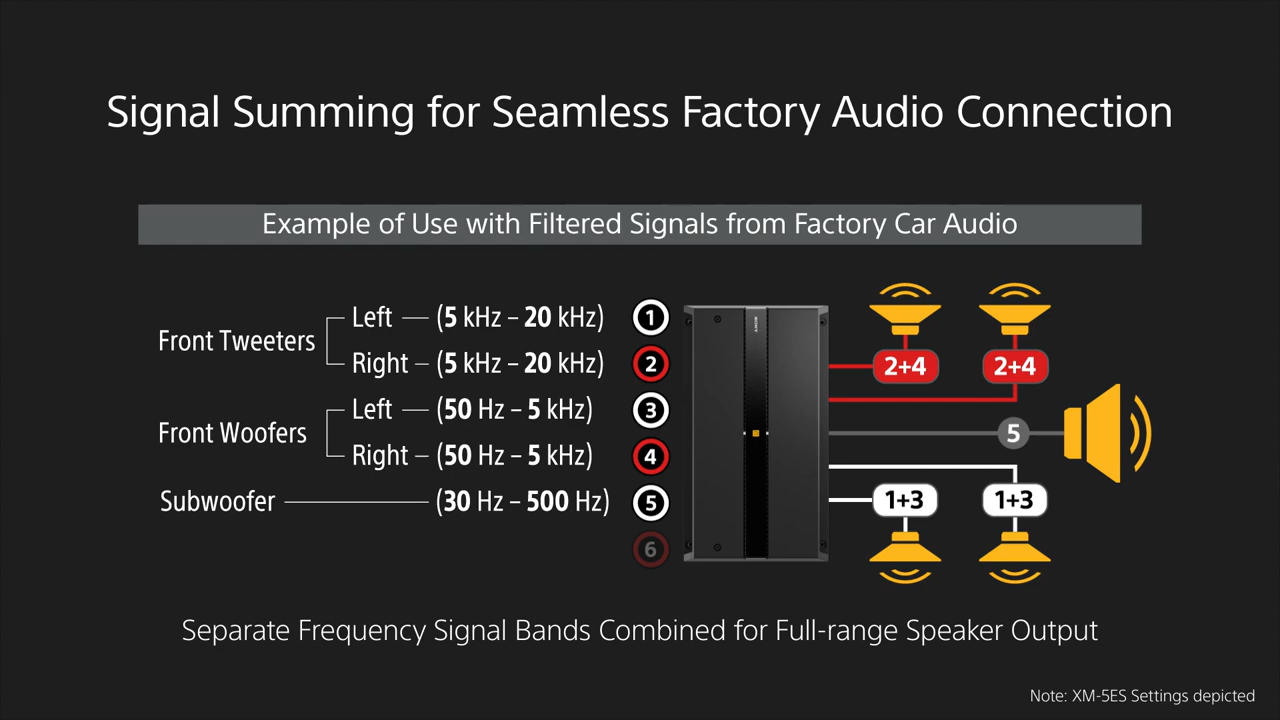 Signal Summing for Seamless Factory Audio Connection
Example of Use with Filtered Signals from Factory Car Audio
Front Tweeters
Left — (5 kHz – 20 kHz) 1
Right – (5 kHz – 20 kHz) 2
Front Woofers
Left — (50 Hz – 5 kHz) 3
Right – (50 Hz – 5 kHz) 4
Subwoofer (30 Hz – 500 Hz) 5
6
SONY
2+4 2+4
5
1+3 1+3
Separate Frequency Signal Bands Combined for Full-range Speaker Output
Note: XM-5ES Settings depicted